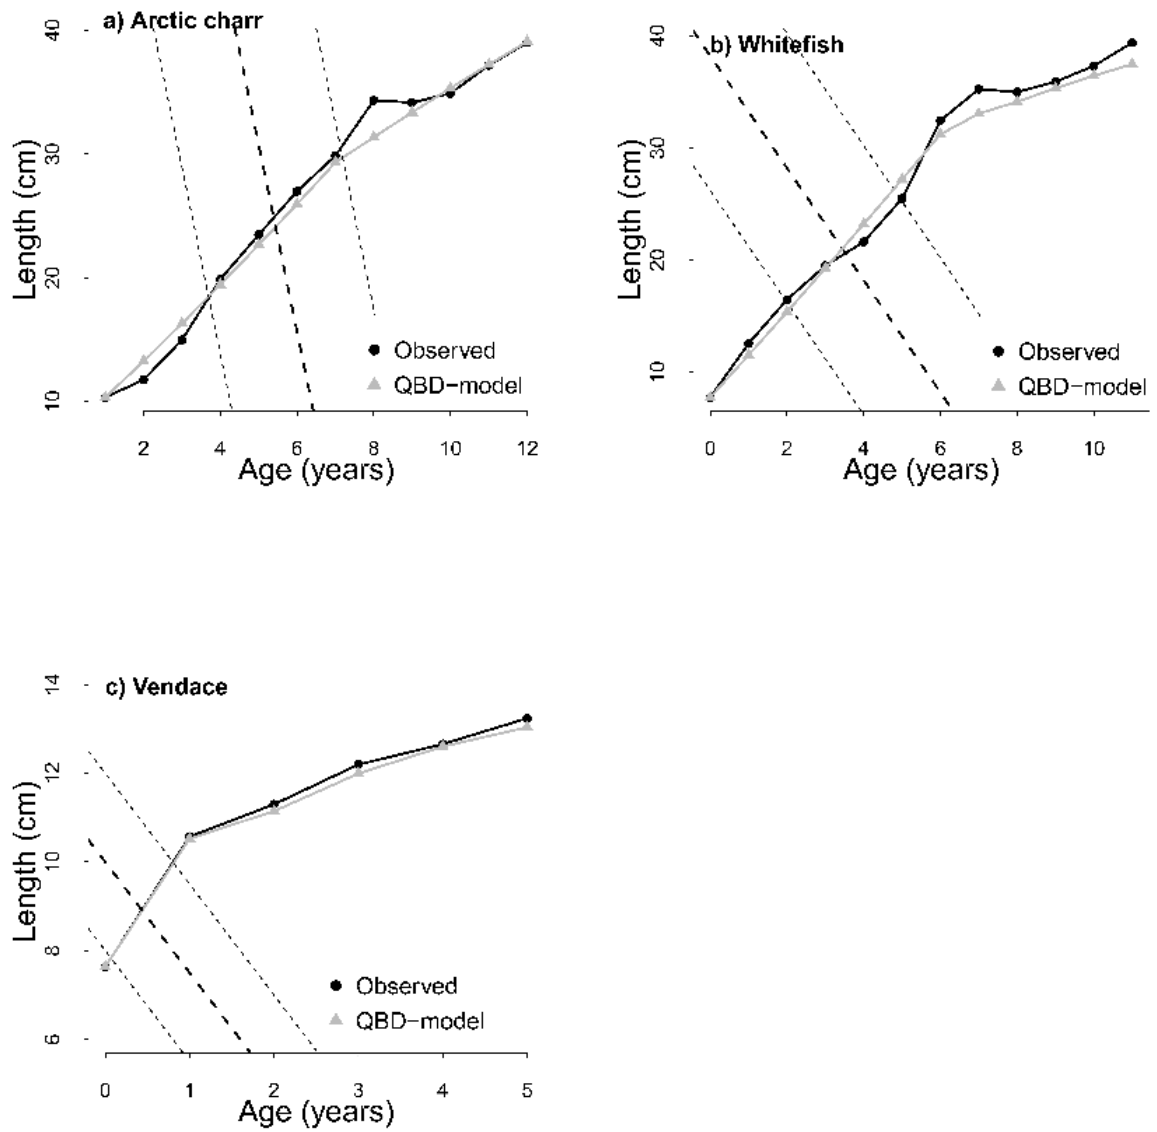 a) Arctic charr
40
30
20
10
Length (cm)
Observed
QBD−model
2 4 6 8 10 12
Age (years)
b) Whitefish
40
30
20
10
Length (cm)
Observed
QBD−model
0 2 4 6 8 10
Age (years)
c) Vendace
14
12
10
8
6
Length (cm)
Observed
QBD−model
0 1 2 3 4 5
Age (years)